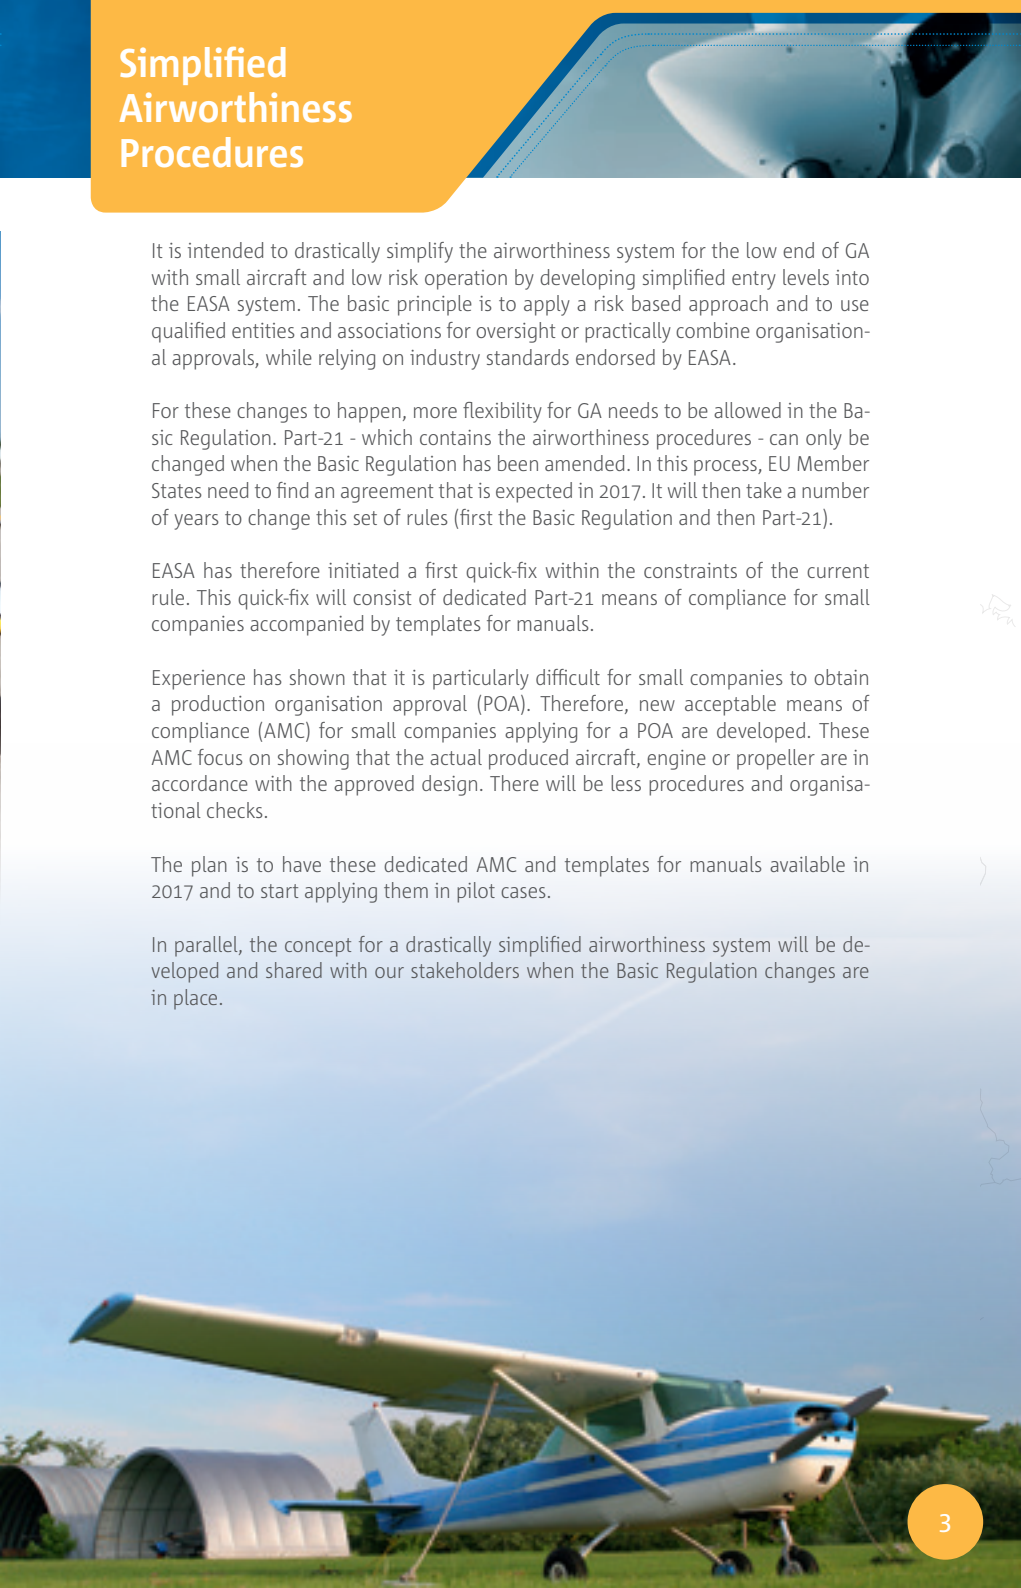 Simplified
Airworthiness
Procedures
It is intended to drastically simplify the airworthiness system for the low end of GA
with small aircraft and low risk operation by developing simplified entry levels into
the EASA system. The basic principle is to apply a risk based approach and to use
qualified entities and associations for oversight or practically combine organisation-
al approvals, while relying on industry standards endorsed by EASA.
For these changes to happen, more flexibility for GA needs to be allowed in the Ba-
sic Regulation. Part-21 - which contains the airworthiness procedures - can only be
changed when the Basic Regulation has been amended. In this process, EU Member
States need to find an agreement that is expected in 2017. It will then take a number
of years to change this set of rules (first the Basic Regulation and then Part-21).
EASA has therefore initiated a first quick-fix within the constraints of the current
rule. This quick-fix will consist of dedicated Part-21 means of compliance for small
companies accompanied by templates for manuals.
Experience has shown that it is particularly difficult for small companies to obtain
a production organisation approval (POA). Therefore, new acceptable means of
compliance (AMC) for small companies applying for a POA are developed. These
AMC focus on showing that the actual produced aircraft, engine or propeller are in
accordance with the approved design. There will be less procedures and organisa-
tional checks.
The plan is to have these dedicated AMC and templates for manuals available in
2017 and to start applying them in pilot cases.
In parallel, the concept for a drastically simplified airworthiness system will be de-
veloped and shared with our stakeholders when the Basic Regulation changes are
in place.
3